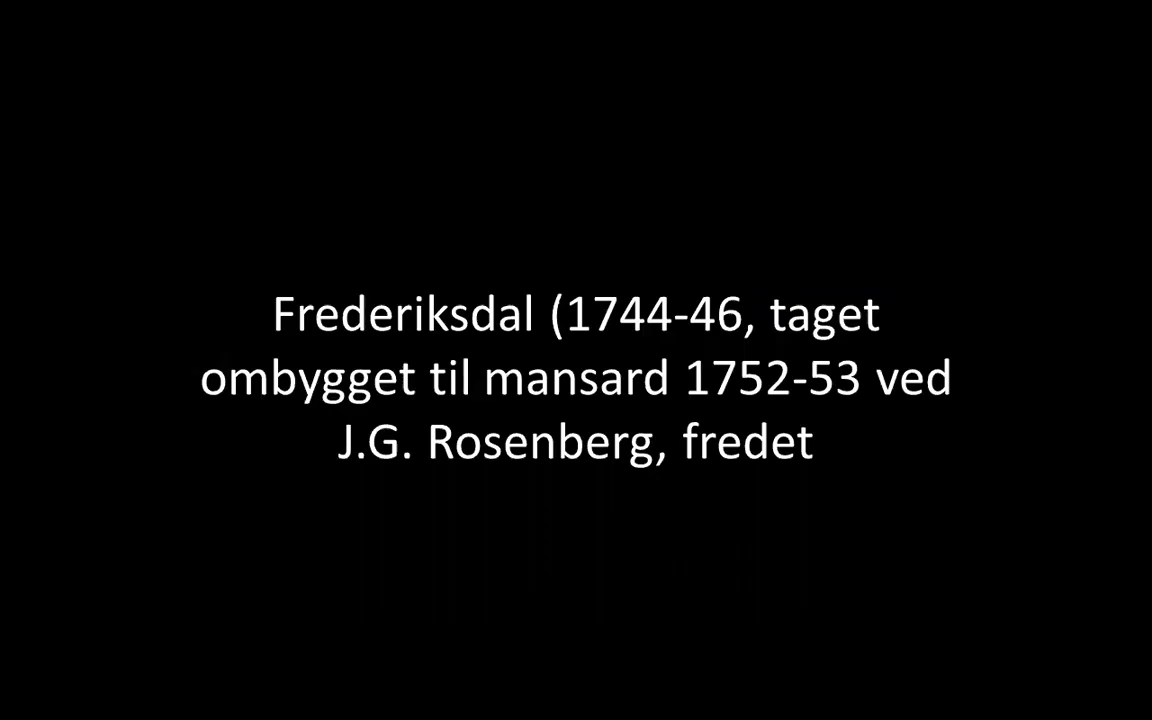 Frederiksdal (1744-46, taget
ombygget til mansard 1752-53 ved
J.G. Rosenberg, fredet